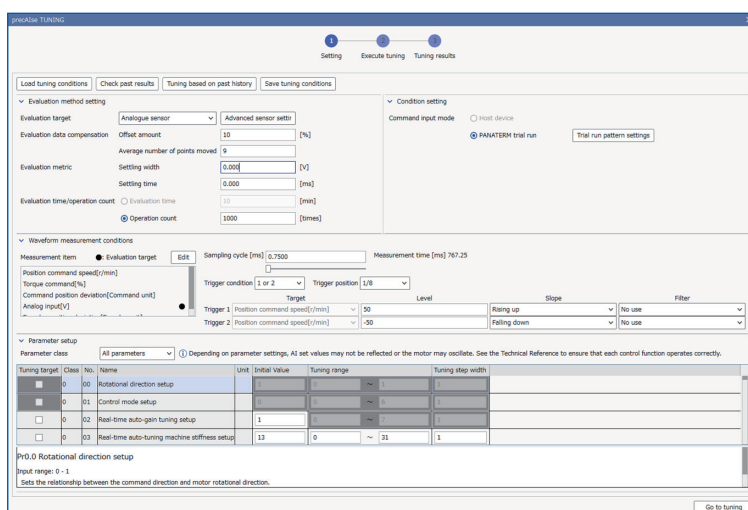 precAIse TUNING
1 2 3
Setting Execute tuning Tuning results
Load tuning conditions Check past results Tuning based on past history Save tuning conditions
Evaluation method setting
Evaluation target Analogue sensor Advanced sensor settir
Evaluation data compensation Offset amount 10 [%]
Average number of points moved 9
Evaluation metric Settling width 0.000 [V]
Settling time 0.000 [ms]
Evaluation time/operation count Evaluation time 10 [min]
Operation count 1000 [times]
Condition setting
Command input mode Host device
PANATERM trial run Trial run pattern settings
Waveform measurement conditions
Measurement item ●: Evaluation target Edit Sampling cycle [ms] 0.7500 Measurement time [ms] 767.25
Position command speed[r/min]
Torque command[%]
Command position deviation[Command unit]
Analog input[V] ●
Trigger condition 1 or 2 Trigger position 1/8
Target Level Slope Filter
Trigger 1 Position command speed[r/min] 50 Rising up No use
Trigger 2 Position command speed[r/min] -50 Falling down No use
Parameter setup
Parameter class All parameters Depending on parameter settings, AI set values may not be reflected or the motor may oscillate. See the Technical Reference to ensure that each control function operates correctly.
Tuning target Class No. Name Unit Initial Value Tuning range Tuning step width
0 00 Rotational direction setup 1 0 ~ 1 1
0 01 Control mode setup 0 0 ~ 6 1
0 02 Real-time auto-gain tuning setup 1 0 ~ 7 1
0 03 Real-time auto-tuning machine stiffness setup 13 0 ~ 31 1
Pr0.0 Rotational direction setup
Input range: 0 - 1
Sets the relationship between the command direction and motor rotational direction.
Go to tuning